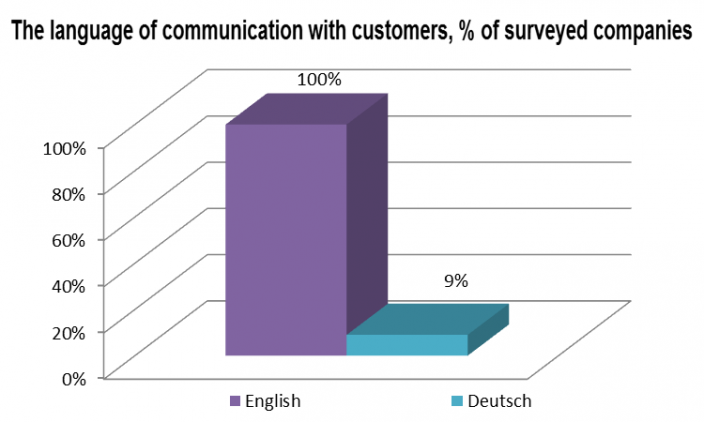 The language of communication with customers, % of surveyed companies
100%
100%
80%
60%
40%
9%
20%
0%
English
Deutsch